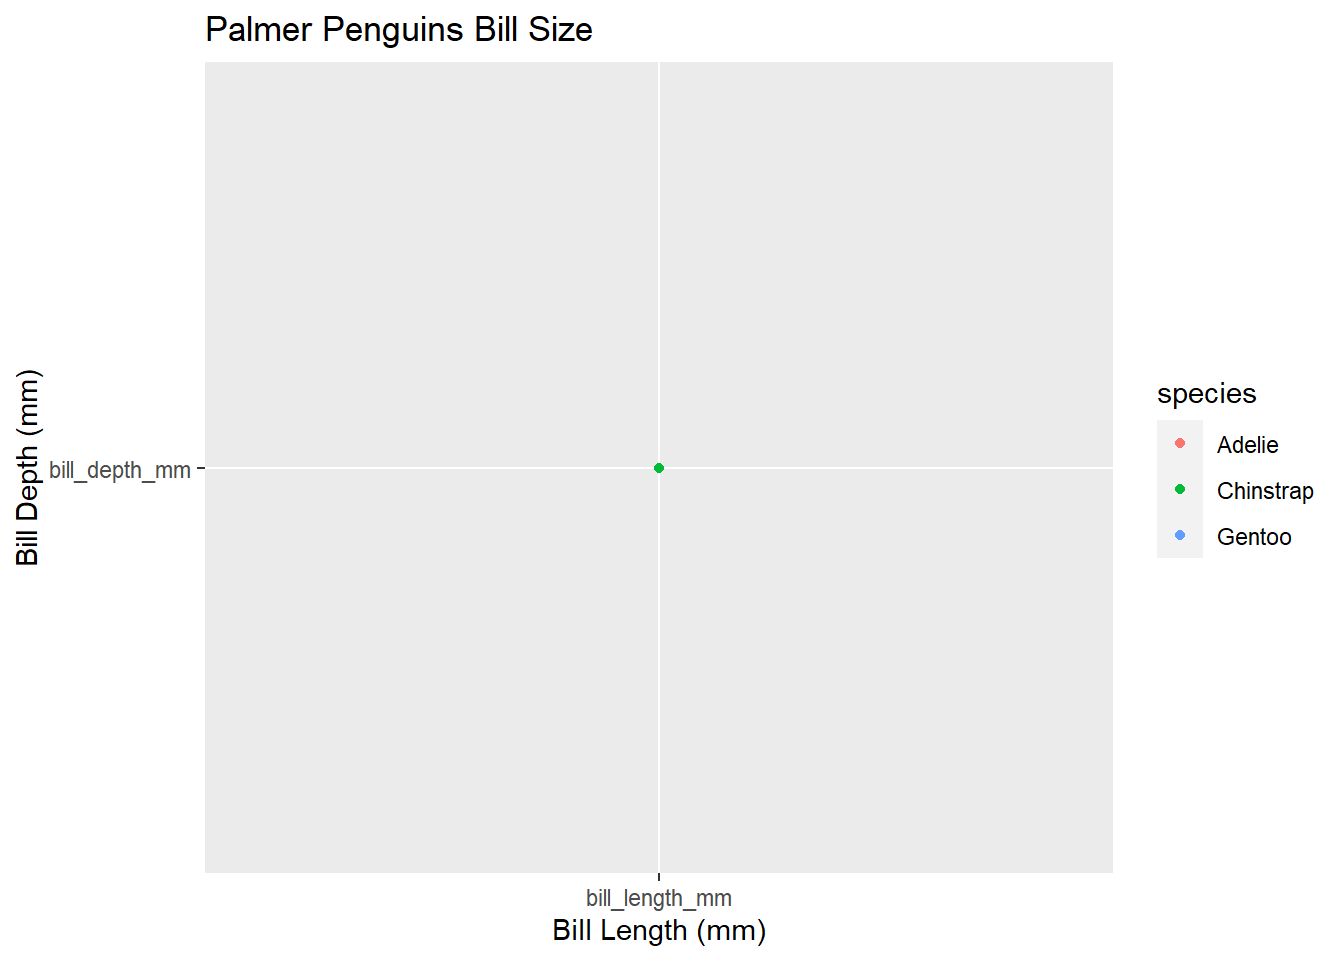 Palmer Penguins Bill Size
Bill Depth (mm)
bill_depth_mm
bill_length_mm
Bill Length (mm)
species
Adelie
Chinstrap
Gentoo